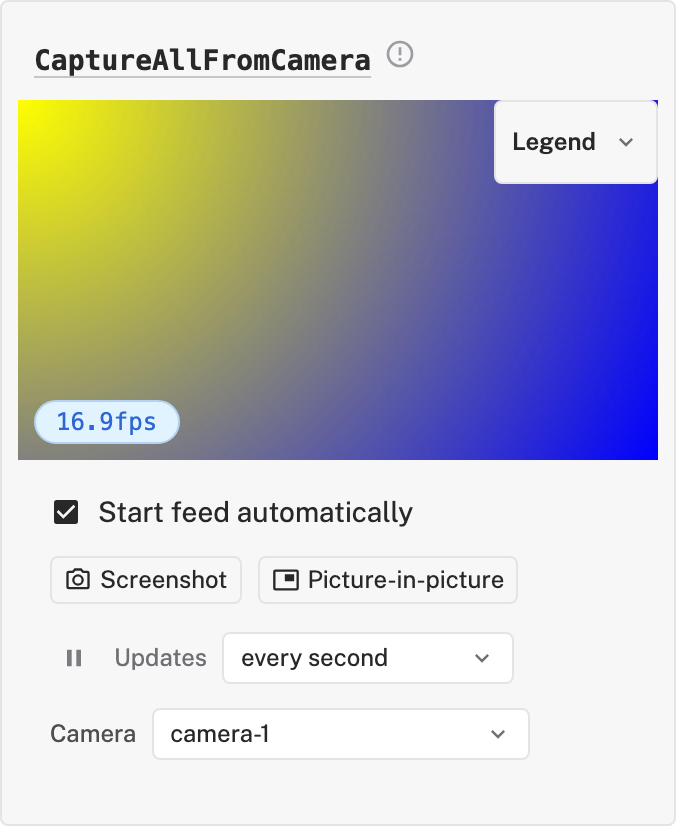 CaptureAllFromCamera
Legend
16.9fps
Start feed automatically
Screenshot Picture-in-picture
Updates every second
Camera camera-1